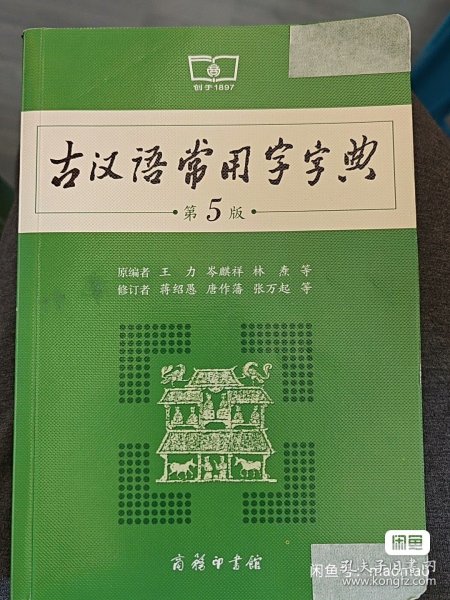 创于1897
古汉语常用字字典
·第5版·
原编者 王力 岑麒祥 林焘 等
修订者 蒋绍愚 唐作藩 张万起 等
商务印书馆
闲鱼
孔夫子旧书网
www.kongfz.com